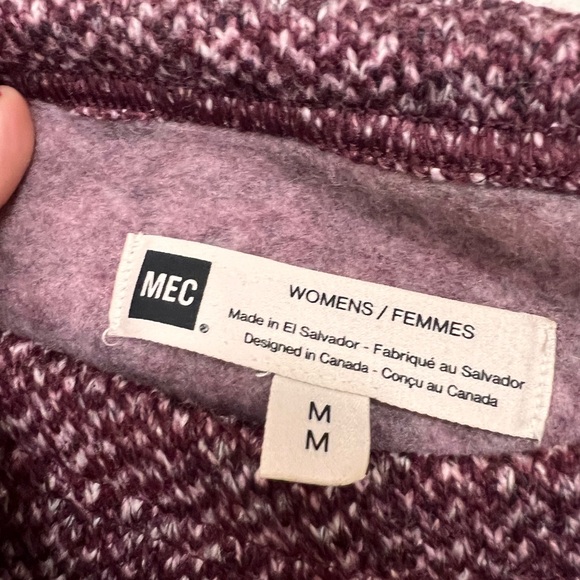 MEC
®
WOMENS / FEMMES
Made in El Salvador - Fabriqué au Salvador
Designed in Canada - Conçu au Canada
M
M